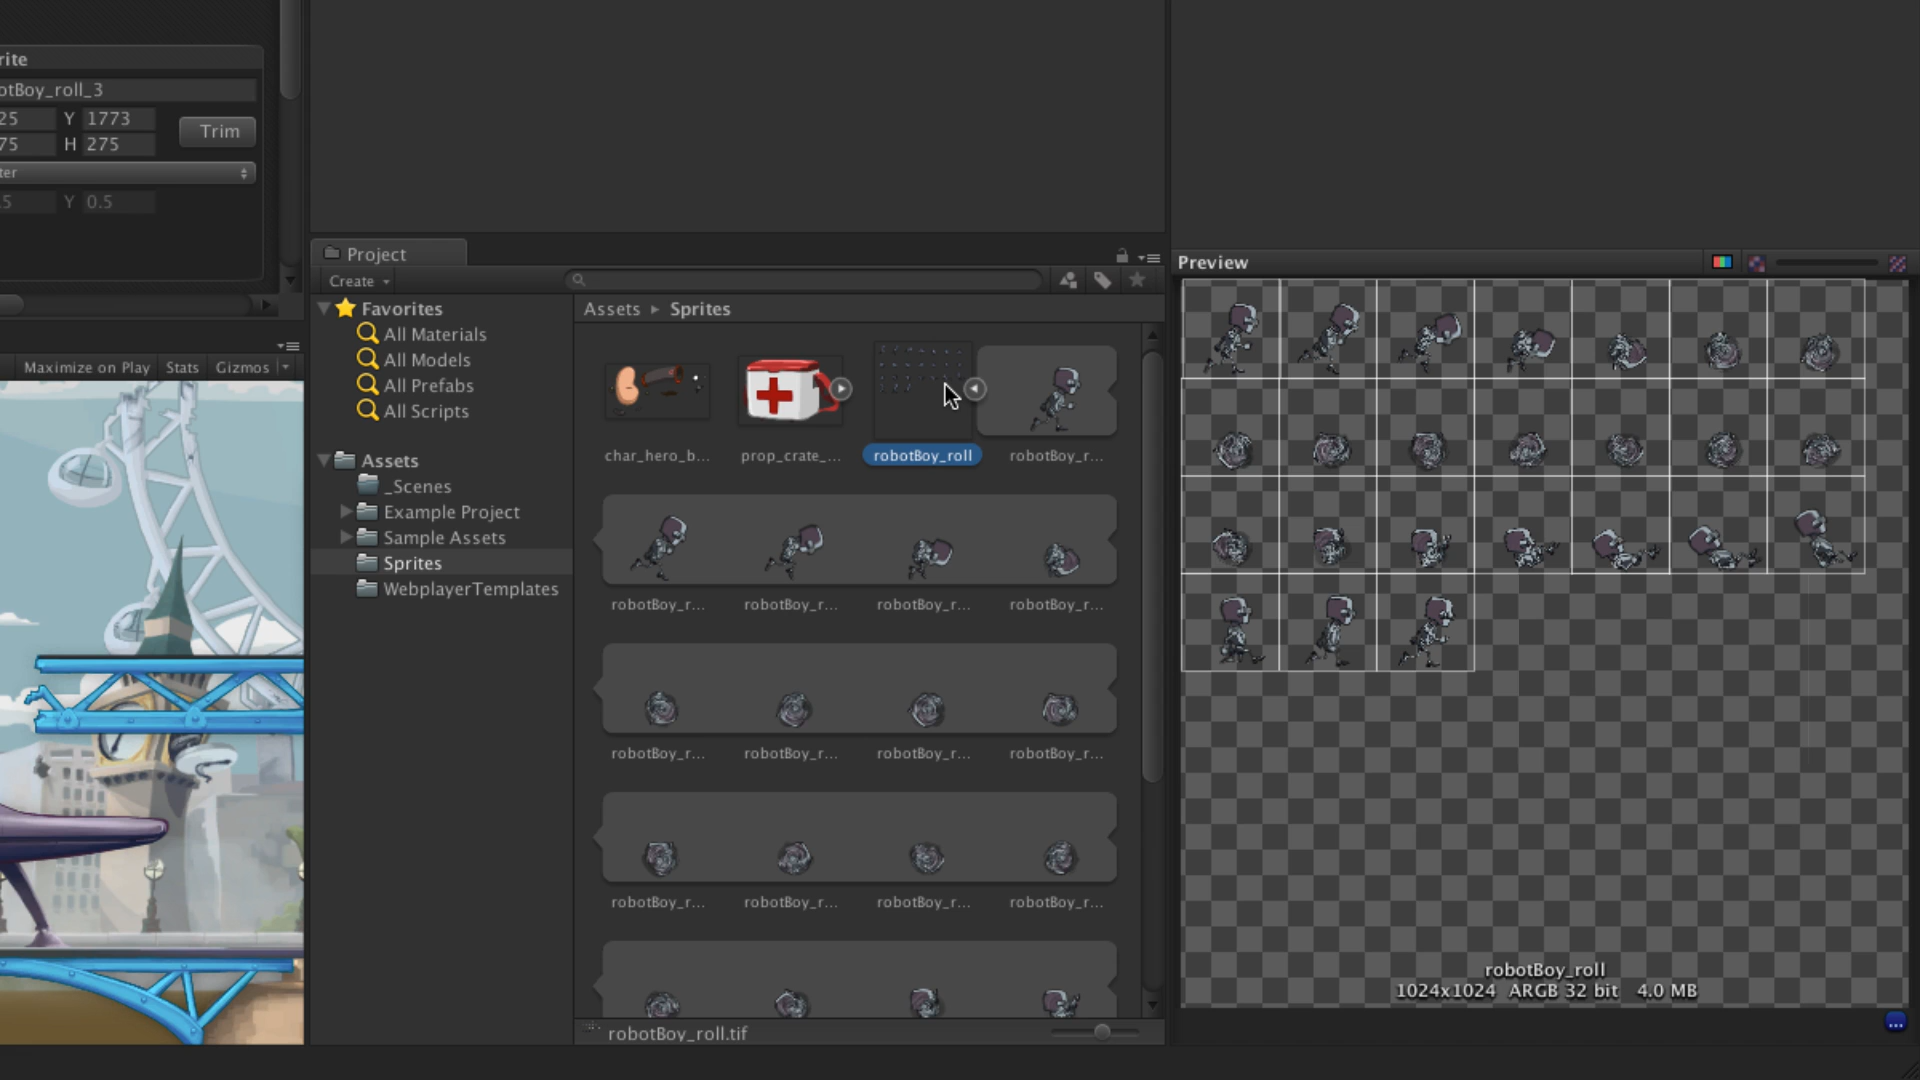 rite
otBoy_roll_3
25 Y 1773
Trim
75 H 275
ter
.5 Y 0.5
Maximize on Play Stats Gizmos
Project
Create
Favorites
All Materials
All Models
All Prefabs
All Scripts
Assets
_Scenes
Example Project
Sample Assets
Sprites
WebplayerTemplates
Assets Sprites
char_hero_b... prop_crate_... robotBoy_roll robotBoy_r...
robotBoy_r... robotBoy_r... robotBoy_r... robotBoy_r...
robotBoy_r... robotBoy_r... robotBoy_r... robotBoy_r...
robotBoy_r... robotBoy_r... robotBoy_r... robotBoy_r...
robotBoy_roll.tif
Preview
robotBoy_roll
1024x1024 ARGB 32 bit 4.0 MB